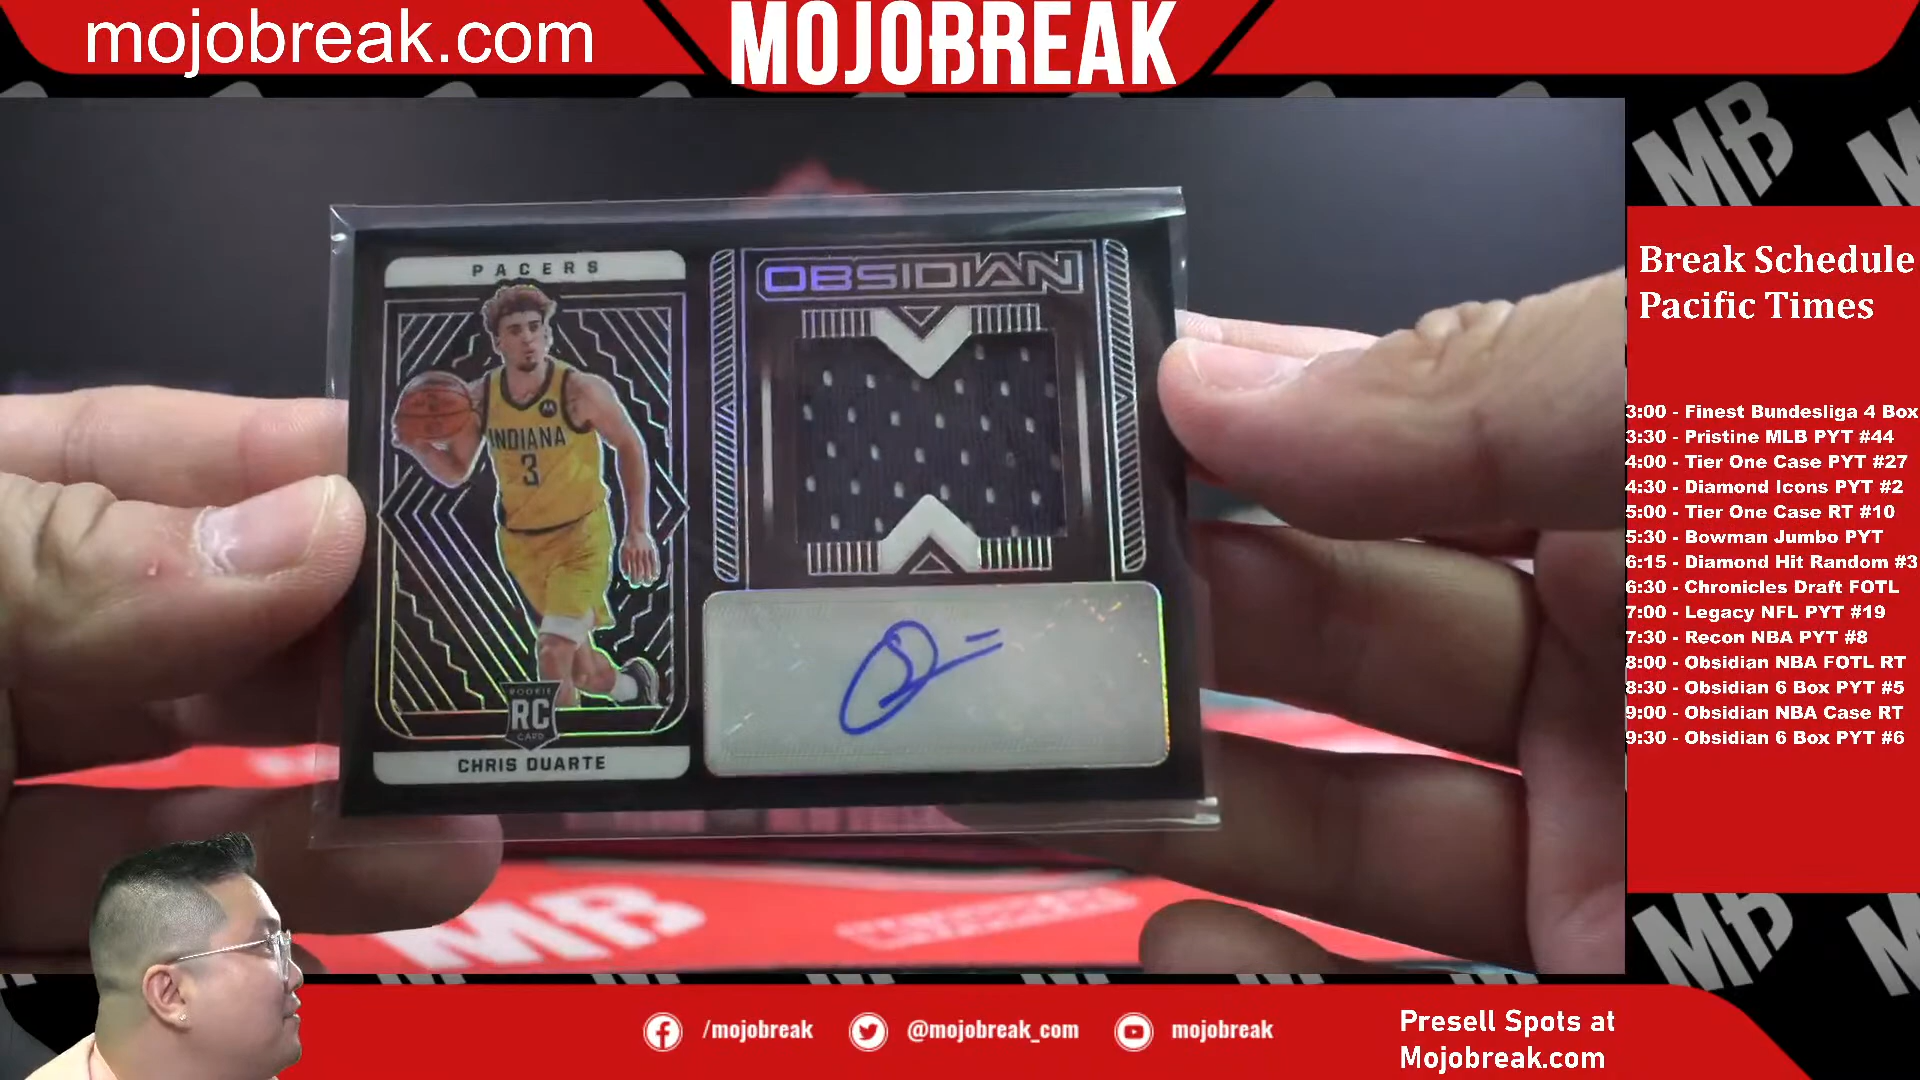 mojobreak.com
MOJOBREAK
MB
Break Schedule
Pacific Times
3:00 - Finest Bundesliga 4 Box
3:30 - Pristine MLB PYT #44
4:00 - Tier One Case PYT #27
4:30 - Diamond Icons PYT #2
5:00 - Tier One Case RT #10
5:30 - Bowman Jumbo PYT
6:15 - Diamond Hit Random #3
6:30 - Chronicles Draft FOTL
7:00 - Legacy NFL PYT #19
7:30 - Recon NBA PYT #8
8:00 - Obsidian NBA FOTL RT
8:30 - Obsidian 6 Box PYT #5
9:00 - Obsidian NBA Case RT
9:30 - Obsidian 6 Box PYT #6
PACERS
OBSIDIAN
INDIANA
3
ROOKIE
RC
CARD
CHRIS DUARTE
MB
MB
/mojobreak
@mojobreak_com
mojobreak
Presell Spots at
Mojobreak.com